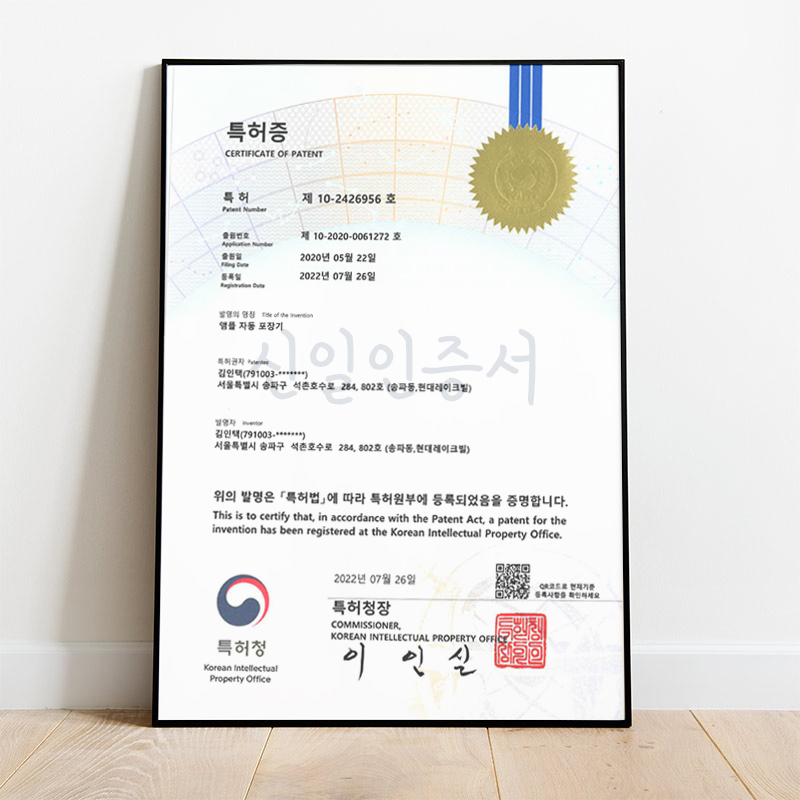 특허증
CERTIFICATE OF PATENT
특 허 제 10-2426956 호
Patent Number
출원번호 제 10-2020-0061272 호
Application Number
출원일 2020년 05월 22일
Filing Date
등록일 2022년 07월 26일
Registration Date
발명의 명칭 Title of the Invention
앰플 자동 포장기
신일인증서
특허권자 Patentee
김인택(791003-*******)
서울특별시 송파구 석촌호수로 284, 802호 (송파동,현대레이크빌)
발명자 Inventor
김인택(791003-*******)
서울특별시 송파구 석촌호수로 284, 802호 (송파동,현대레이크빌)
위의 발명은 「특허법」에 따라 특허원부에 등록되었음을 증명합니다.
This is to certify that, in accordance with the Patent Act, a patent for the
invention has been registered at the Korean Intellectual Property Office.
2022년 07월 26일
QR코드로 현재기준
등록사항을 확인하세요
특허청장
COMMISSIONER,
KOREAN INTELLECTUAL PROPERTY OFFICE
이 인 실
특허청
Korean Intellectual
Property Office